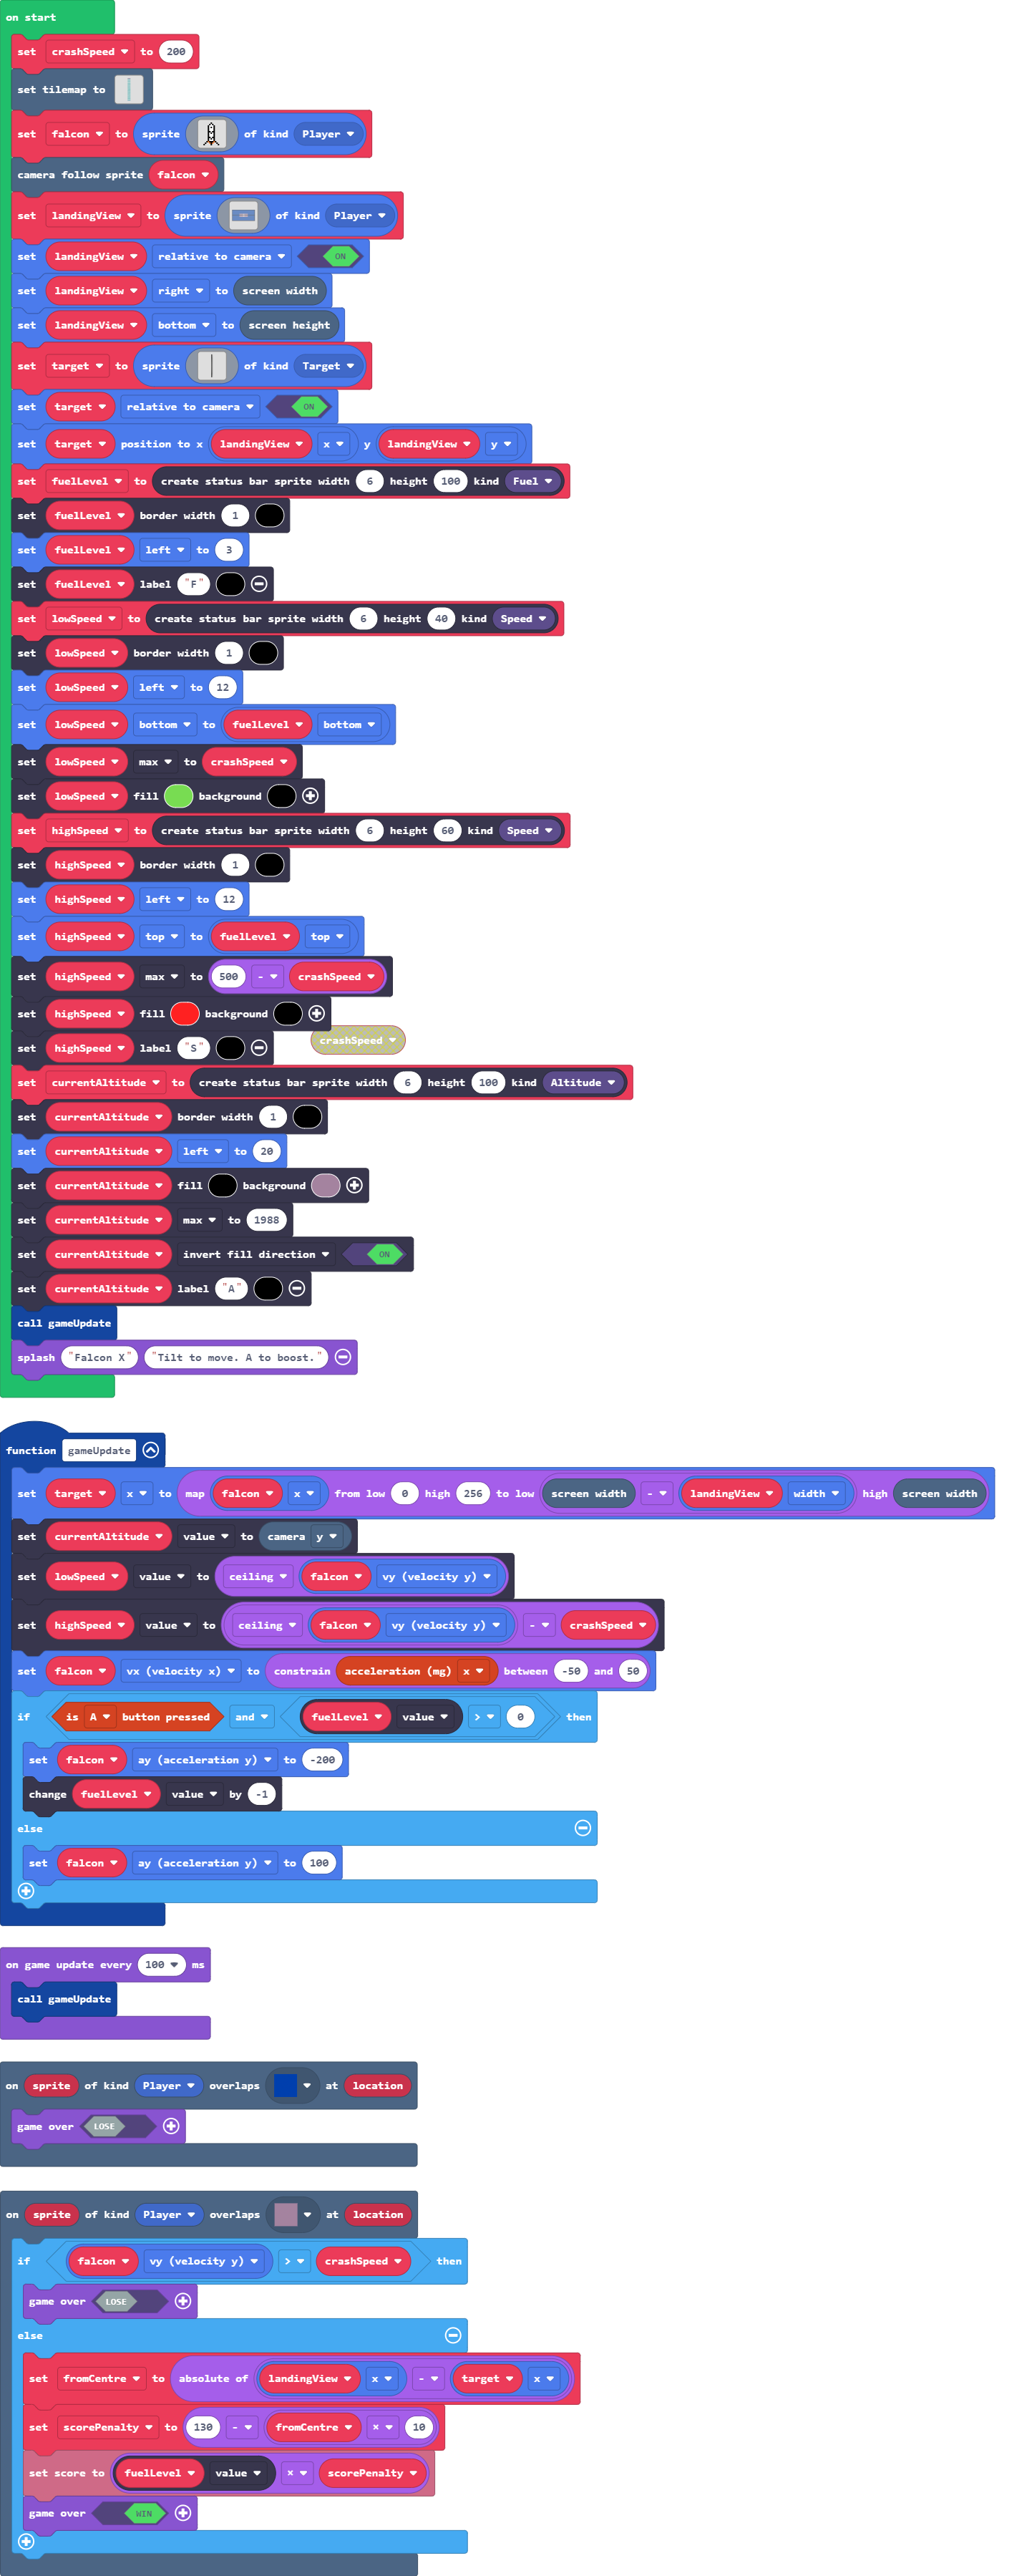 on start
set crashSpeed to 200
set tilemap to
set falcon to sprite of kind Player
camera follow sprite falcon
set landingView to sprite of kind Player
set landingView relative to camera ON
set landingView right to screen width
set landingView bottom to screen height
set target to sprite of kind Target
set target relative to camera ON
set target position to x landingView x y landingView y
set fuelLevel to create status bar sprite width 6 height 100 kind Fuel
set fuelLevel border width 1
set fuelLevel left to 3
set fuelLevel label "F"
set lowSpeed to create status bar sprite width 6 height 40 kind Speed
set lowSpeed border width 1
set lowSpeed left to 12
set lowSpeed bottom to fuelLevel bottom
set lowSpeed max to crashSpeed
set lowSpeed fill background
set highSpeed to create status bar sprite width 6 height 60 kind Speed
set highSpeed border width 1
set highSpeed left to 12
set highSpeed top to fuelLevel top
set highSpeed max to 500 - crashSpeed
set highSpeed fill background
crashSpeed
set highSpeed label "S"
set currentAltitude to create status bar sprite width 6 height 100 kind Altitude
set currentAltitude border width 1
set currentAltitude left to 20
set currentAltitude fill background
set currentAltitude max to 1988
set currentAltitude invert fill direction ON
set currentAltitude label "A"
call gameUpdate
splash "Falcon X" "Tilt to move. A to boost."
function gameUpdate
set target x to map falcon x from low 0 high 256 to low screen width - landingView width high screen width
set currentAltitude value to camera y
set lowSpeed value to ceiling falcon vy (velocity y)
set highSpeed value to ceiling falcon vy (velocity y) - crashSpeed
set falcon vx (velocity x) to constrain acceleration (mg) x between -50 and 50
if is A button pressed and fuelLevel value > 0 then
set falcon ay (acceleration y) to -200
change fuelLevel value by -1
else
set falcon ay (acceleration y) to 100
on game update every 100 ms
call gameUpdate
on sprite of kind Player overlaps at location
game over LOSE
on sprite of kind Player overlaps at location
if falcon vy (velocity y) > crashSpeed then
game over LOSE
else
set fromCentre to absolute of landingView x - target x
set scorePenalty to 130 - fromCentre × 10
set score to fuelLevel value × scorePenalty
game over WIN